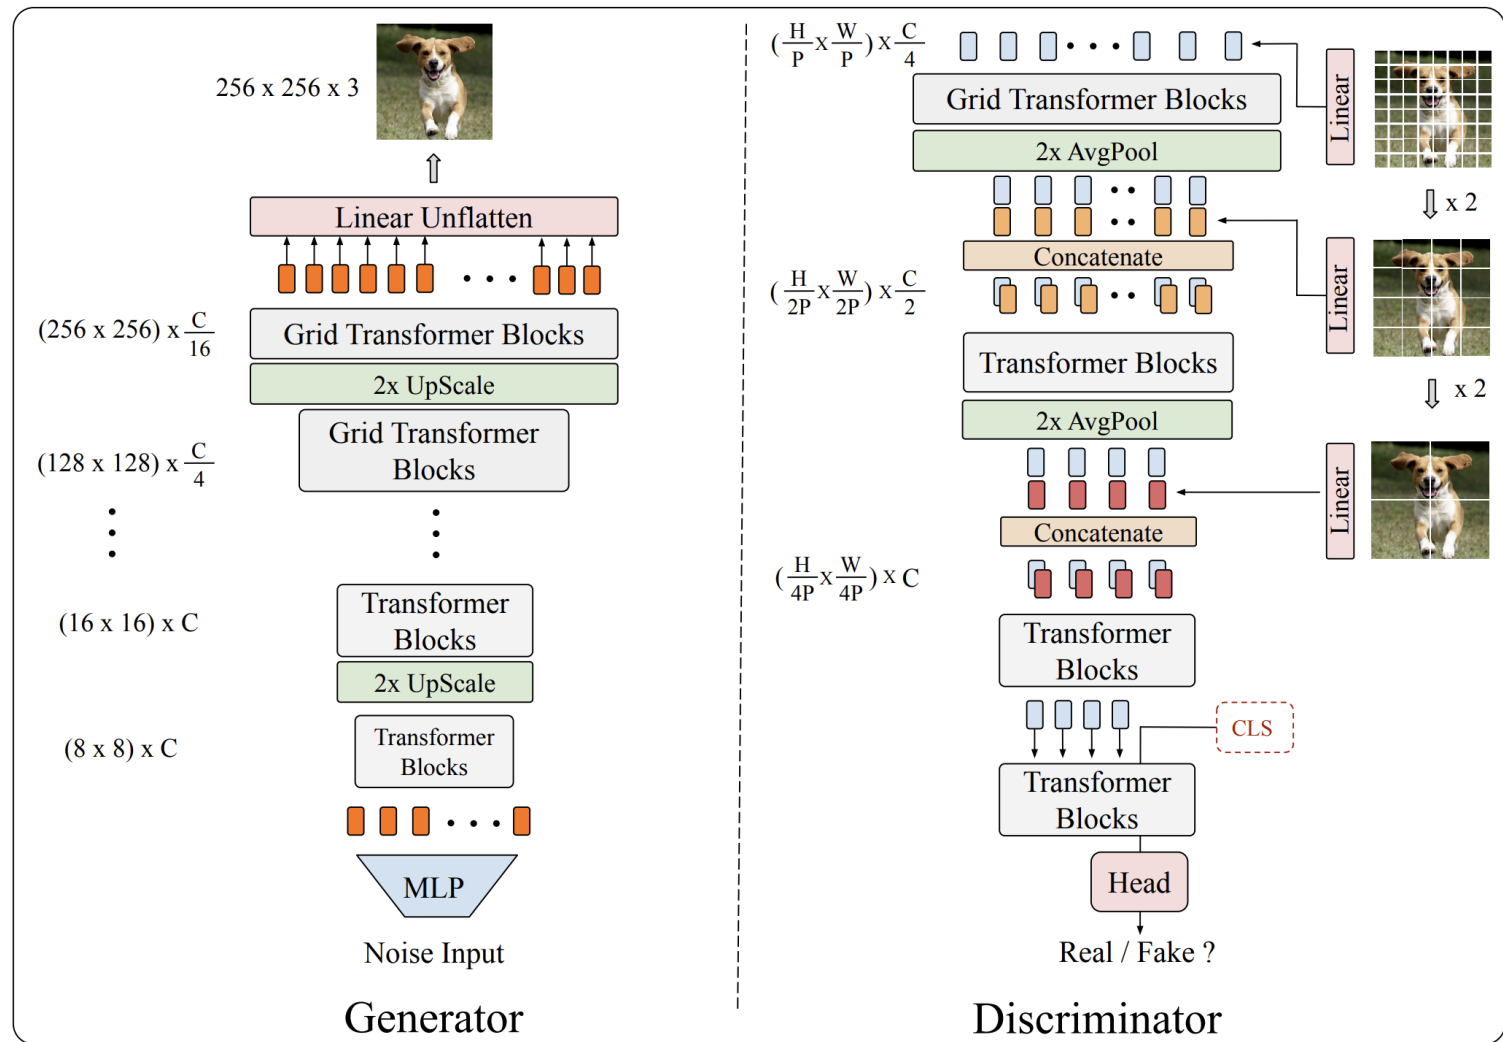 256 x 256 x 3
Linear Unflatten
(256 x 256) x C/16
Grid Transformer Blocks
2x UpScale
(128 x 128) x C/4
Grid Transformer
Blocks
(16 x 16) x C
Transformer
Blocks
2x UpScale
(8 x 8) x C
Transformer
Blocks
MLP
Noise Input
Generator
(H/P x W/P) x C/4
Linear
Grid Transformer Blocks
2x AvgPool
x 2
Concatenate
(H/2P x W/2P) x C/2
Linear
Transformer Blocks
x 2
2x AvgPool
Linear
Concatenate
(H/4P x W/4P) x C
Transformer
Blocks
CLS
Transformer
Blocks
Head
Real / Fake ?
Discriminator